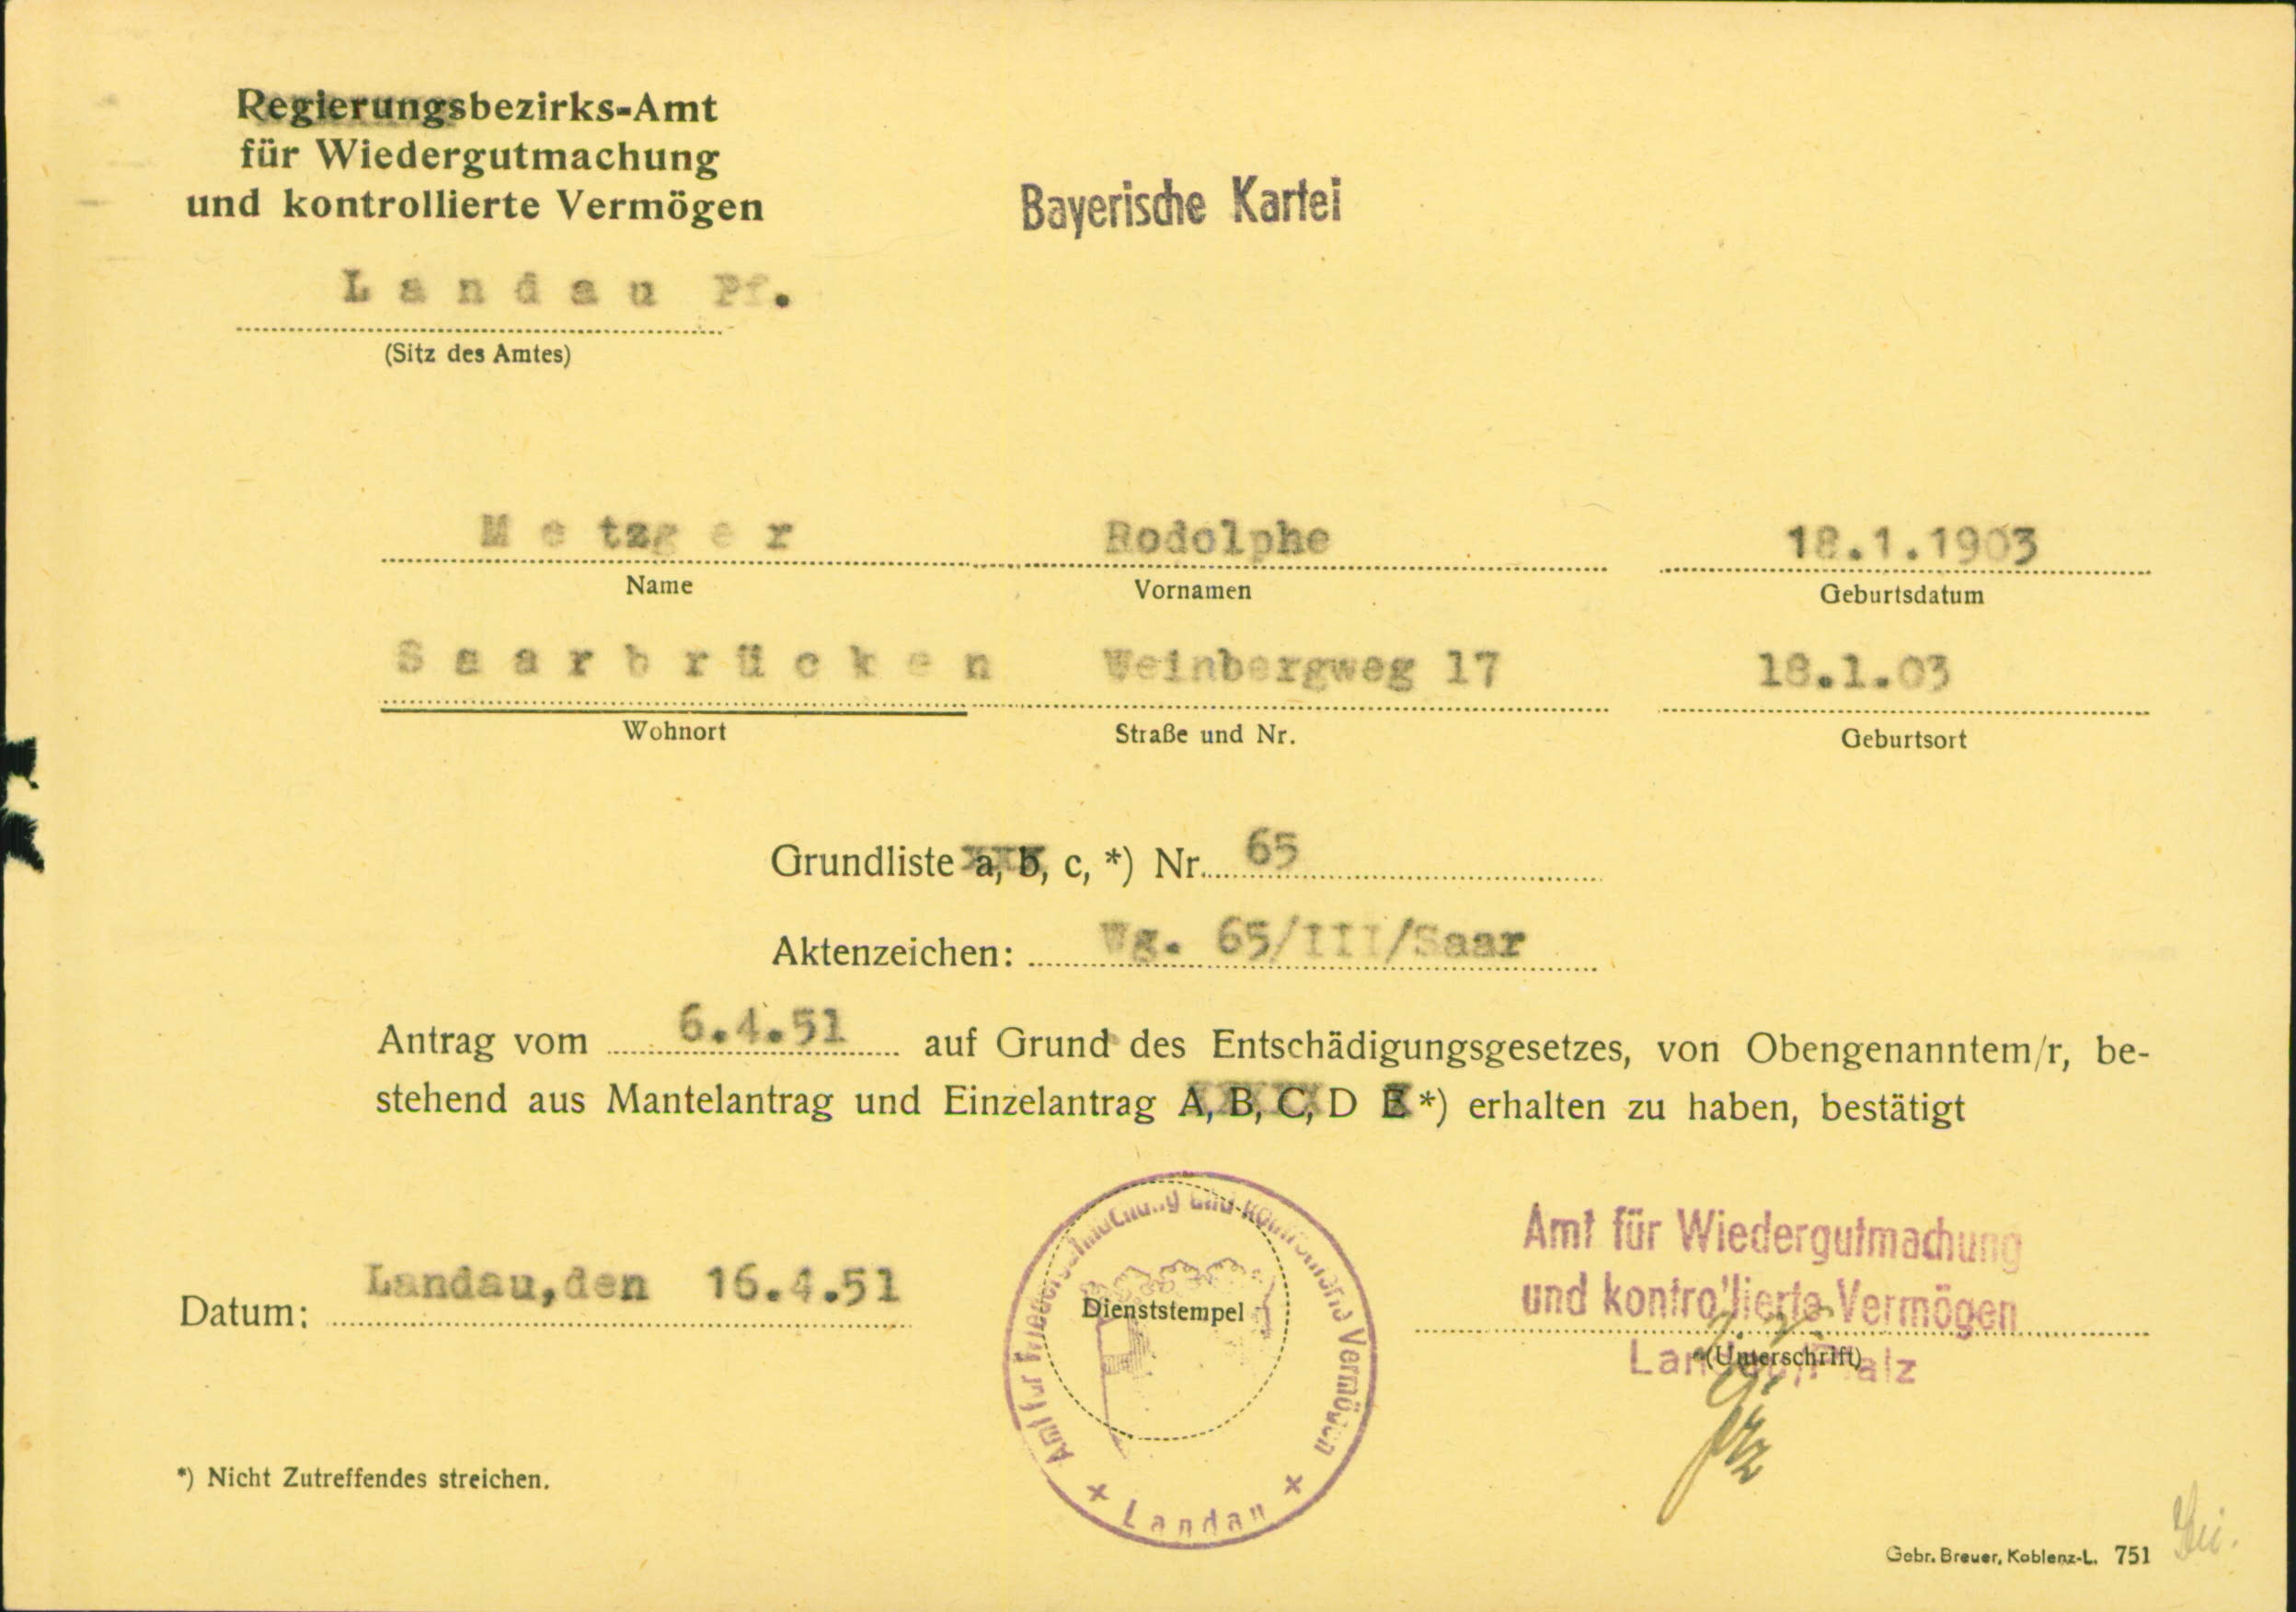 Regierungsbezirks-Amt
für Wiedergutmachung
und kontrollierte Vermögen
Bayerische Kartei
Landau Pf.
(Sitz des Amtes)
Metzger Rodolphe 18.1.1903
Name Vornamen Geburtsdatum
Saarbrücken Weinbergweg 17 18.1.03
Wohnort Straße und Nr. Geburtsort
Grundliste a, b, c, *) Nr. 65
Aktenzeichen: Wg. 65/III/Saar
Antrag vom 6.4.51 auf Grund des Entschädigungsgesetzes, von Obengenanntem/r, be-
stehend aus Mantelantrag und Einzelantrag A, B, C, D E *) erhalten zu haben, bestätigt
Amt für Wiedergutmachung
und kontrollierte Vermögen
Landau/Pfalz
(Unterschrift)
Datum: Landau,den 16.4.51
Dienststempel
Amt für Wiedergutmachung und kontrollierte Vermögen
x Landau x
*) Nicht Zutreffendes streichen.
Gebr. Breuer, Koblenz-L. 751